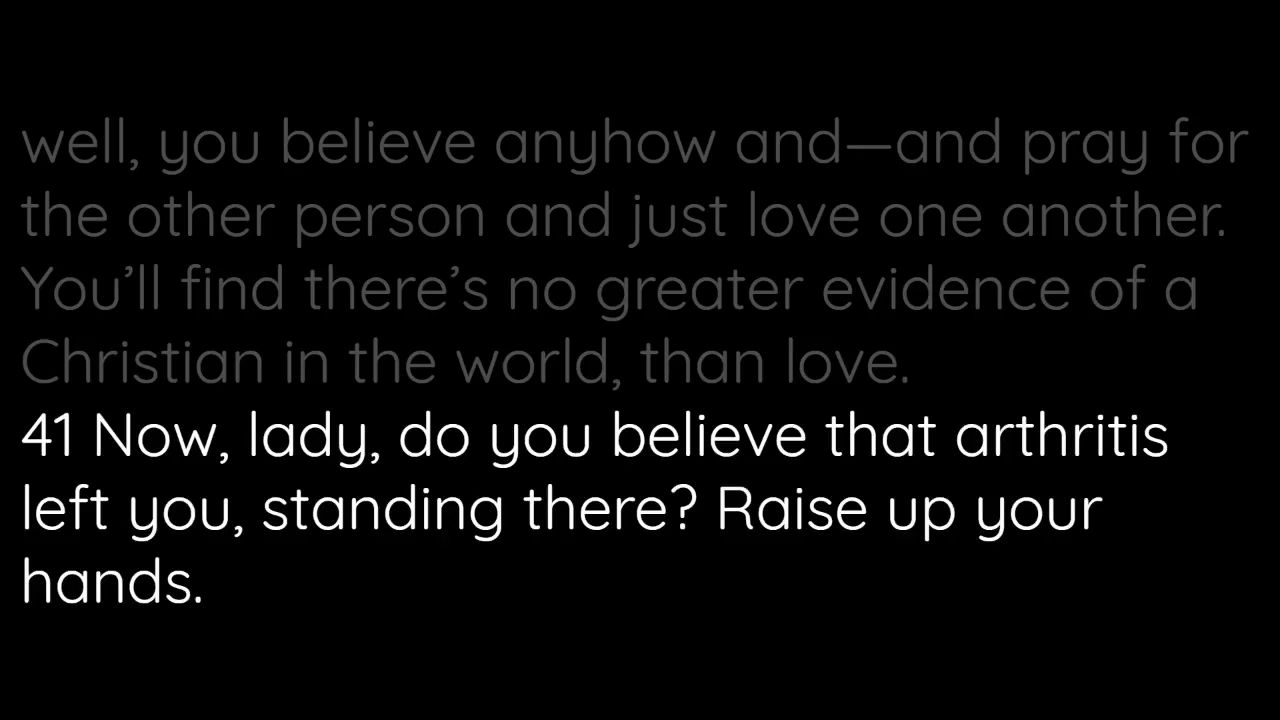 well, you believe anyhow and—and pray for
the other person and just love one another.
You’ll find there’s no greater evidence of a
Christian in the world, than love.
41 Now, lady, do you believe that arthritis
left you, standing there? Raise up your
hands.